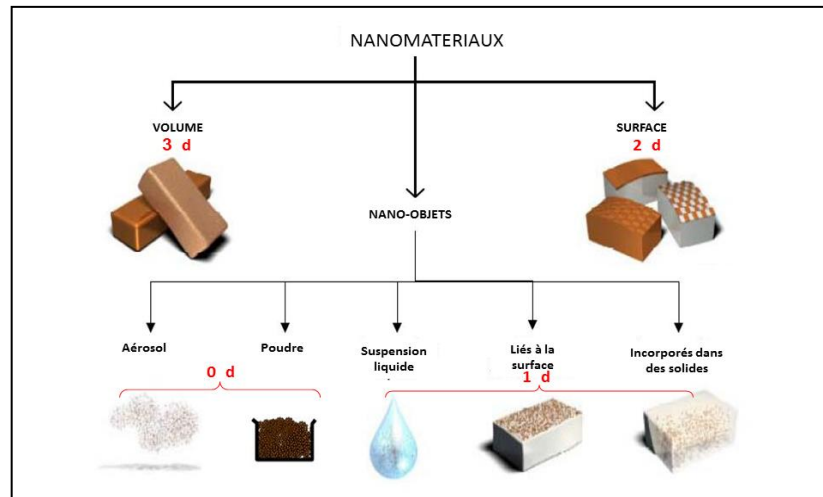 NANOMATERIAUX
VOLUME
3 d
SURFACE
2 d
NANO-OBJETS
Aérosol
Poudre
Suspension
liquide
Liés à la
surface
Incorporés dans
des solides
0 d
1 d